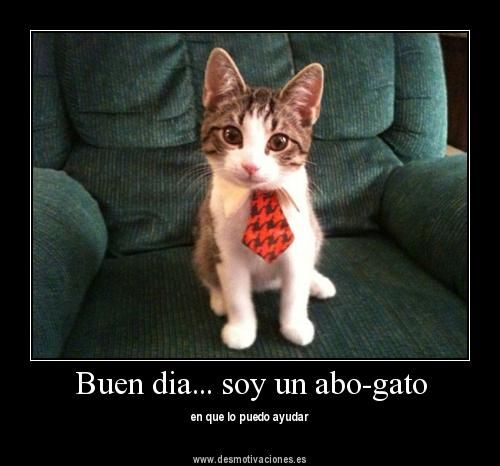 Buen dia... soy un abo-gato
en que lo puedo ayudar
www.desmotivaciones.es